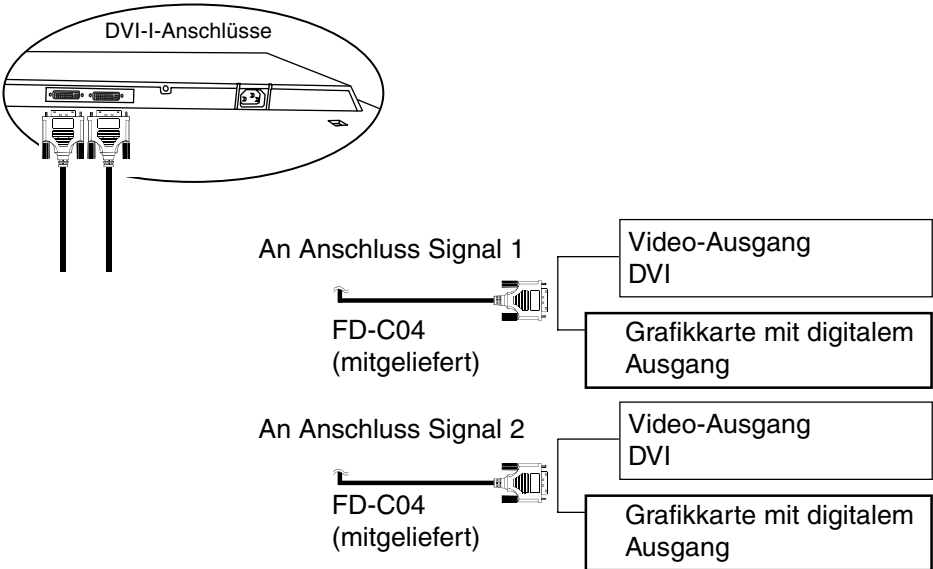 DVI-I-Anschlüsse
An Anschluss Signal 1
Video-Ausgang
DVI
FD-C04
(mitgeliefert)
Grafikkarte mit digitalem
Ausgang
An Anschluss Signal 2
Video-Ausgang
DVI
FD-C04
(mitgeliefert)
Grafikkarte mit digitalem
Ausgang